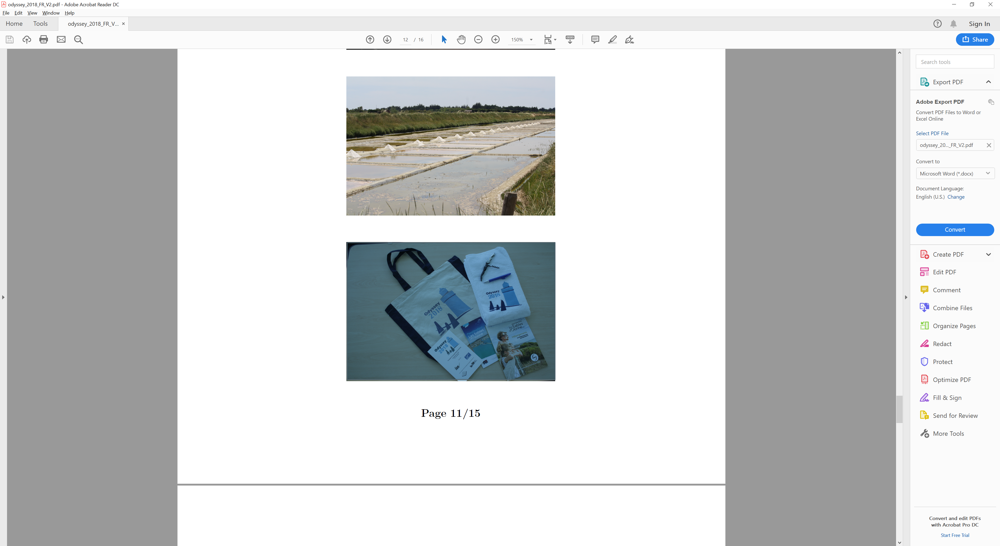 odyssey_2018_FR_V2.pdf - Adobe Acrobat Reader DC
File Edit View Window Help
Home Tools odyssey_2018_FR_V... ×
Sign In
12 / 16 150%
Share
Search tools
Export PDF
Adobe Export PDF
Convert PDF Files to Word or
Excel Online
Select PDF File
odyssey_20..._FR_V2.pdf
Convert to
Microsoft Word (*.docx)
Document Language:
English (U.S.) Change
Convert
Create PDF
Edit PDF
Comment
Combine Files
Organize Pages
Redact
Protect
Optimize PDF
Fill & Sign
Send for Review
More Tools
Convert and edit PDFs
with Acrobat Pro DC
Start Free Trial
Odyssey
2018
Odyssey
2018
Odyssey
2018
Les Sables
d'Olonne
les Sables
d'Olonne
Hébergements
Page 11/15